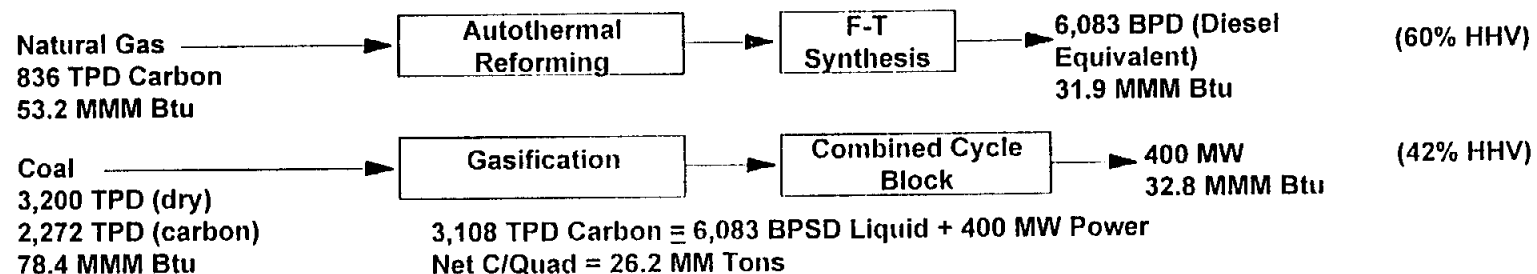 Natural Gas
836 TPD Carbon
53.2 MMM Btu
Autothermal
Reforming
F-T
Synthesis
6,083 BPD (Diesel
Equivalent)
31.9 MMM Btu
(60% HHV)
Coal
3,200 TPD (dry)
2,272 TPD (carbon)
78.4 MMM Btu
Gasification
Combined Cycle
Block
400 MW
32.8 MMM Btu
(42% HHV)
3,108 TPD Carbon ≡ 6,083 BPSD Liquid + 400 MW Power
Net C/Quad = 26.2 MM Tons